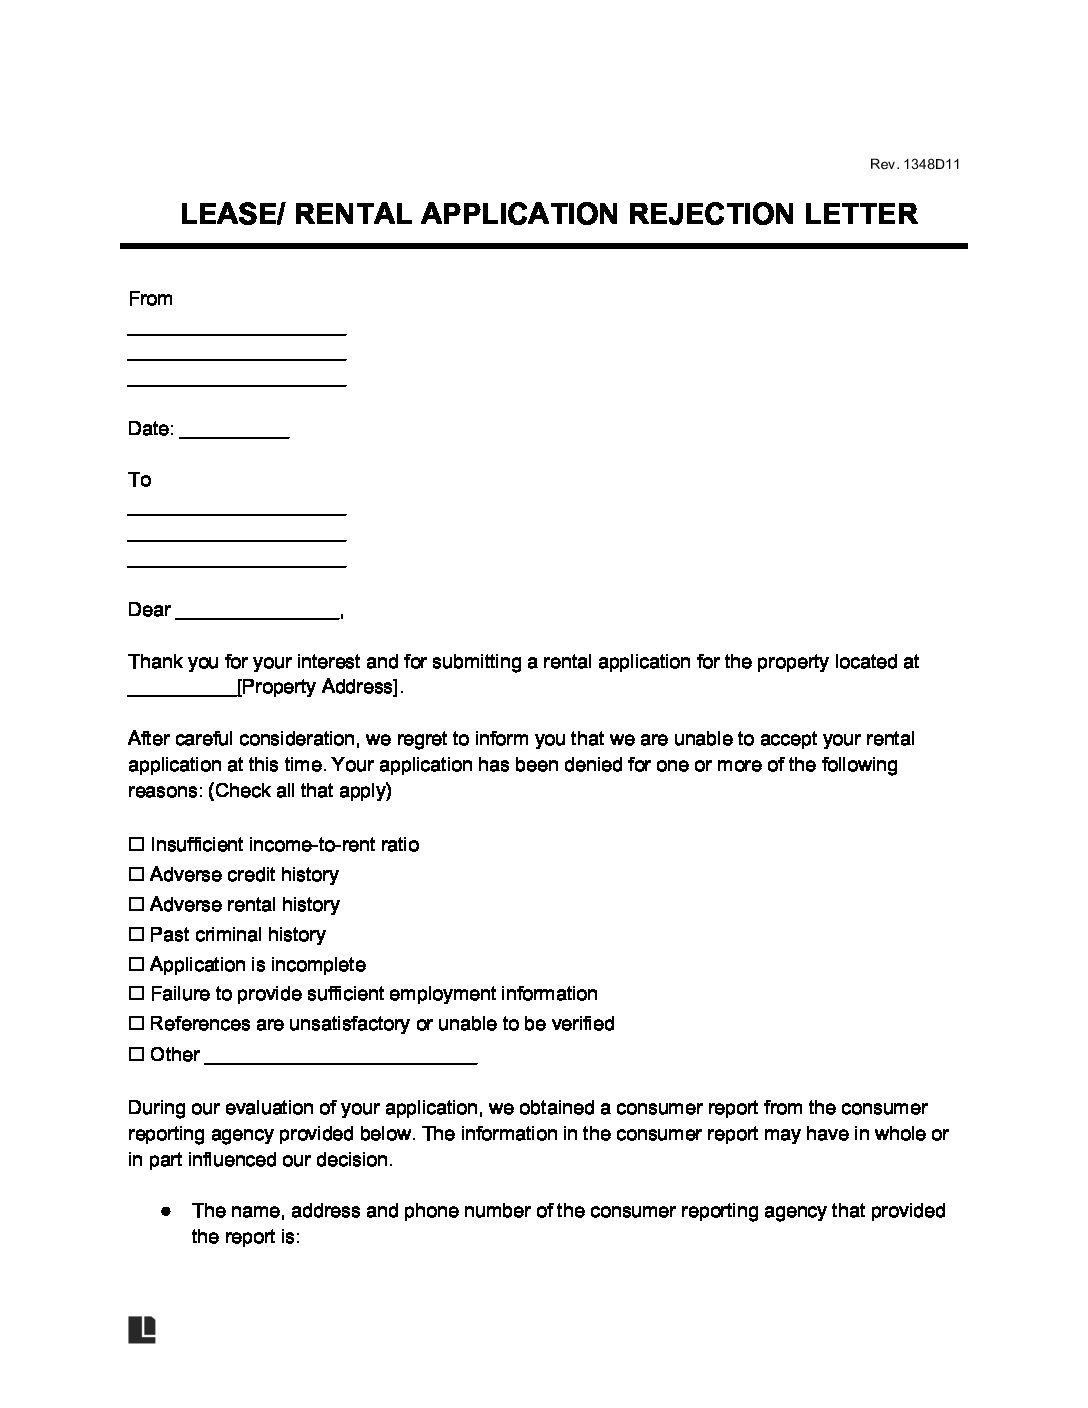 Rev. 1348D11
LEASE/ RENTAL APPLICATION REJECTION LETTER
From
____________________
____________________
____________________
Date: __________
To
____________________
____________________
____________________
Dear _______________,
Thank you for your interest and for submitting a rental application for the property located at
__________[Property Address].
After careful consideration, we regret to inform you that we are unable to accept your rental
application at this time. Your application has been denied for one or more of the following
reasons: (Check all that apply)
☐ Insufficient income-to-rent ratio
☐ Adverse credit history
☐ Adverse rental history
☐ Past criminal history
☐ Application is incomplete
☐ Failure to provide sufficient employment information
☐ References are unsatisfactory or unable to be verified
☐ Other _________________________
During our evaluation of your application, we obtained a consumer report from the consumer
reporting agency provided below. The information in the consumer report may have in whole or
in part influenced our decision.
● The name, address and phone number of the consumer reporting agency that provided
the report is: